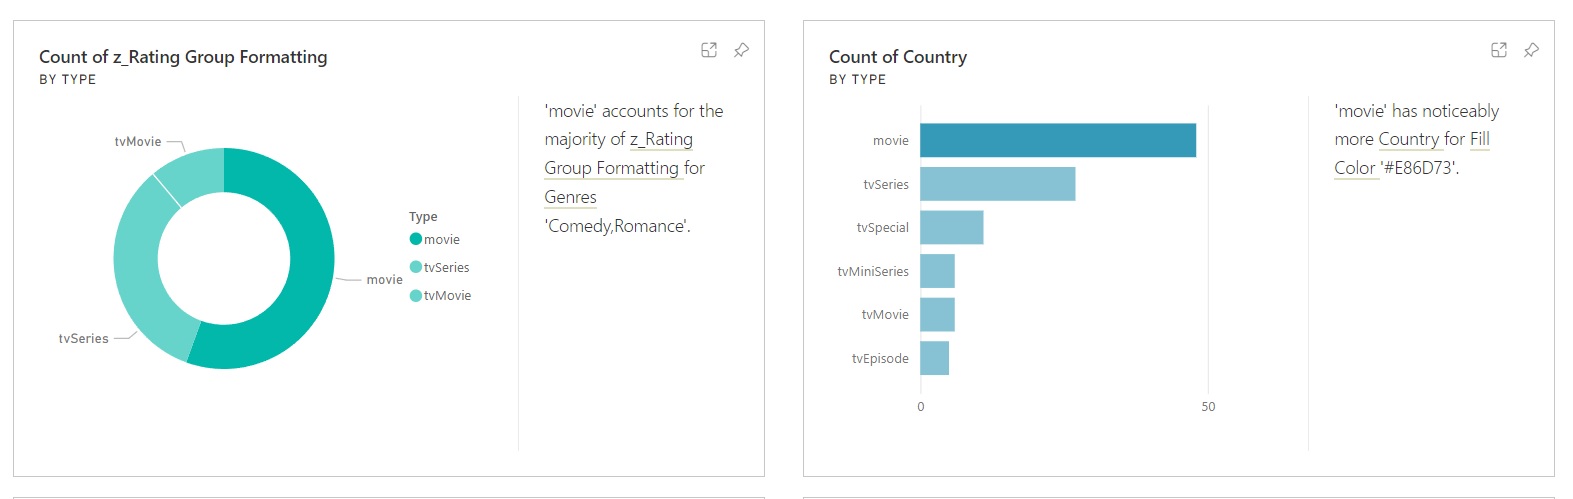 Count of z_Rating Group Formatting
BY TYPE
tvMovie
movie
tvSeries
Type
movie
tvSeries
tvMovie
'movie' accounts for the
majority of z_Rating
Group Formatting for
Genres
'Comedy,Romance'.
Count of Country
BY TYPE
movie
tvSeries
tvSpecial
tvMiniSeries
tvMovie
tvEpisode
0 50
'movie' has noticeably
more Country for Fill
Color '#E86D73'.